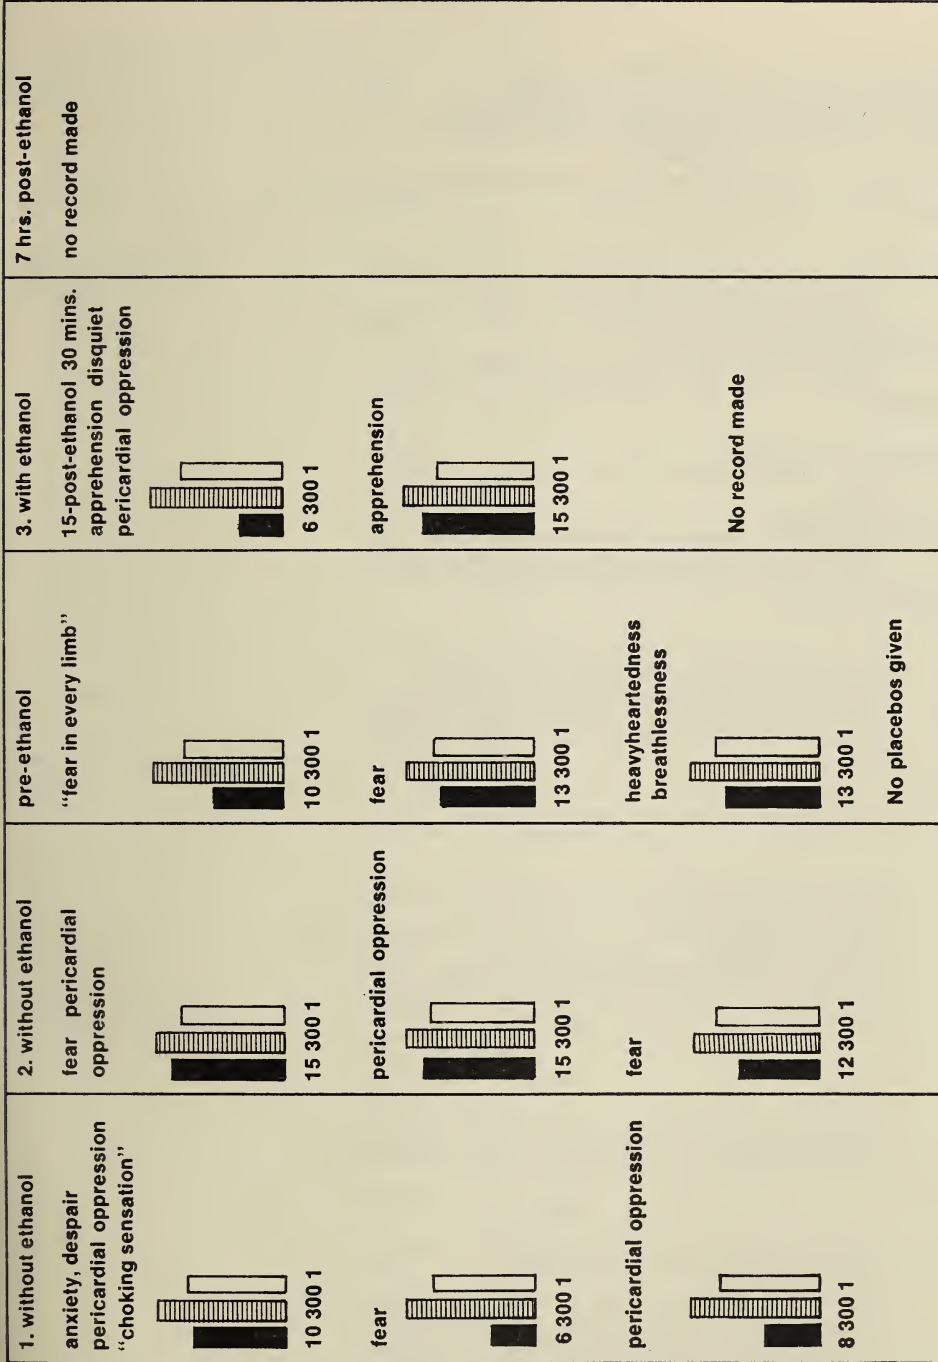 1. without ethanol
anxiety, despair
pericardial oppression
“choking sensation”
10 300 1
fear
6 300 1
pericardial oppression
8 300 1
2. without ethanol
fear pericardial
oppression
15 300 1
pericardial oppression
15 300 1
fear
12 300 1
pre-ethanol
“fear in every limb”
10 300 1
fear
13 300 1
heavyheartedness
breathlessness
13 300 1
No placebos given
3. with ethanol
15-post-ethanol 30 mins.
apprehension disquiet
pericardial oppression
6 300 1
apprehension
15 300 1
No record made
7 hrs. post-ethanol
no record made